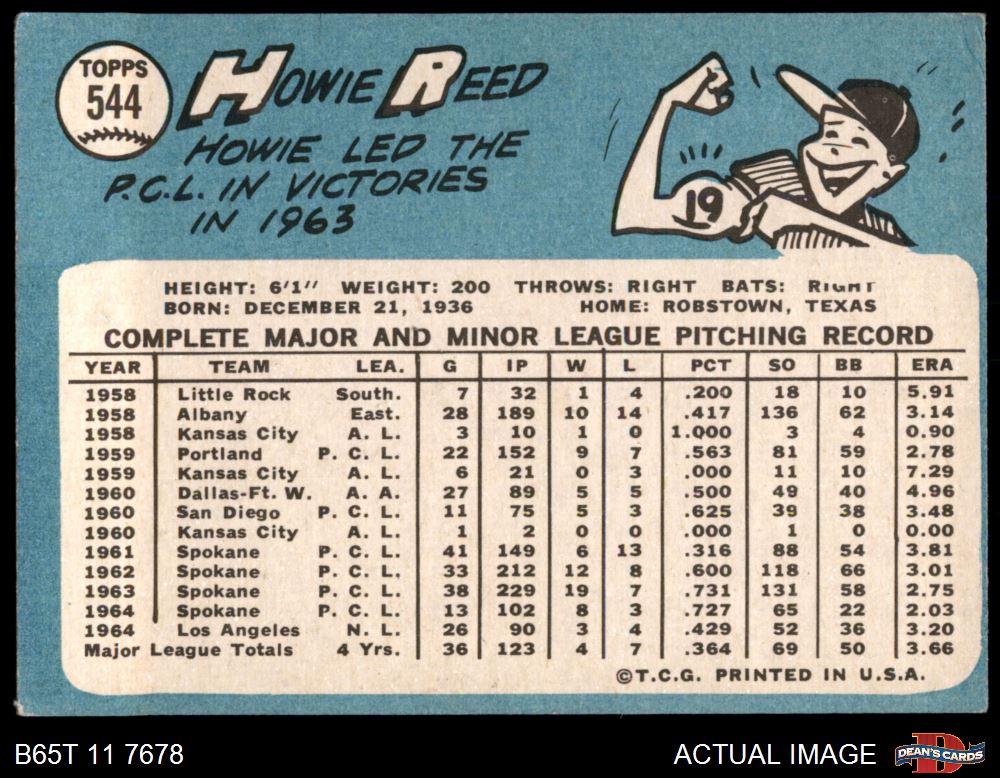 TOPPS
544
HOWIE REED
HOWIE LED THE
P.C.L. IN VICTORIES
IN 1963
19
HEIGHT: 6'1" WEIGHT: 200 THROWS: RIGHT BATS: RIGHT
BORN: DECEMBER 21, 1936 HOME: ROBSTOWN, TEXAS
COMPLETE MAJOR AND MINOR LEAGUE PITCHING RECORD
YEAR TEAM LEA. G IP W L PCT SO BB ERA
1958 Little Rock South. 7 32 1 4 .200 18 10 5.91
1958 Albany East. 28 189 10 14 .417 136 62 3.14
1958 Kansas City A. L. 3 10 1 0 1.000 3 4 0.90
1959 Portland P. C. L. 22 152 9 7 .563 81 59 2.78
1959 Kansas City A. L. 6 21 0 3 .000 11 10 7.29
1960 Dallas-Ft. W. A. A. 27 89 5 5 .500 49 40 4.96
1960 San Diego P. C. L. 11 75 5 3 .625 39 38 3.48
1960 Kansas City A. L. 1 2 0 0 .000 1 0 0.00
1961 Spokane P. C. L. 41 149 6 13 .316 88 54 3.81
1962 Spokane P. C. L. 33 212 12 8 .600 118 66 3.01
1963 Spokane P. C. L. 38 229 19 7 .731 131 58 2.75
1964 Spokane P. C. L. 13 102 8 3 .727 65 22 2.03
1964 Los Angeles N. L. 26 90 3 4 .429 52 36 3.20
Major League Totals 4 Yrs. 36 123 4 7 .364 69 50 3.66
©T.C.G. PRINTED IN U.S.A.
B65T 11 7678
ACTUAL IMAGE
D
DEAN'S CARDS